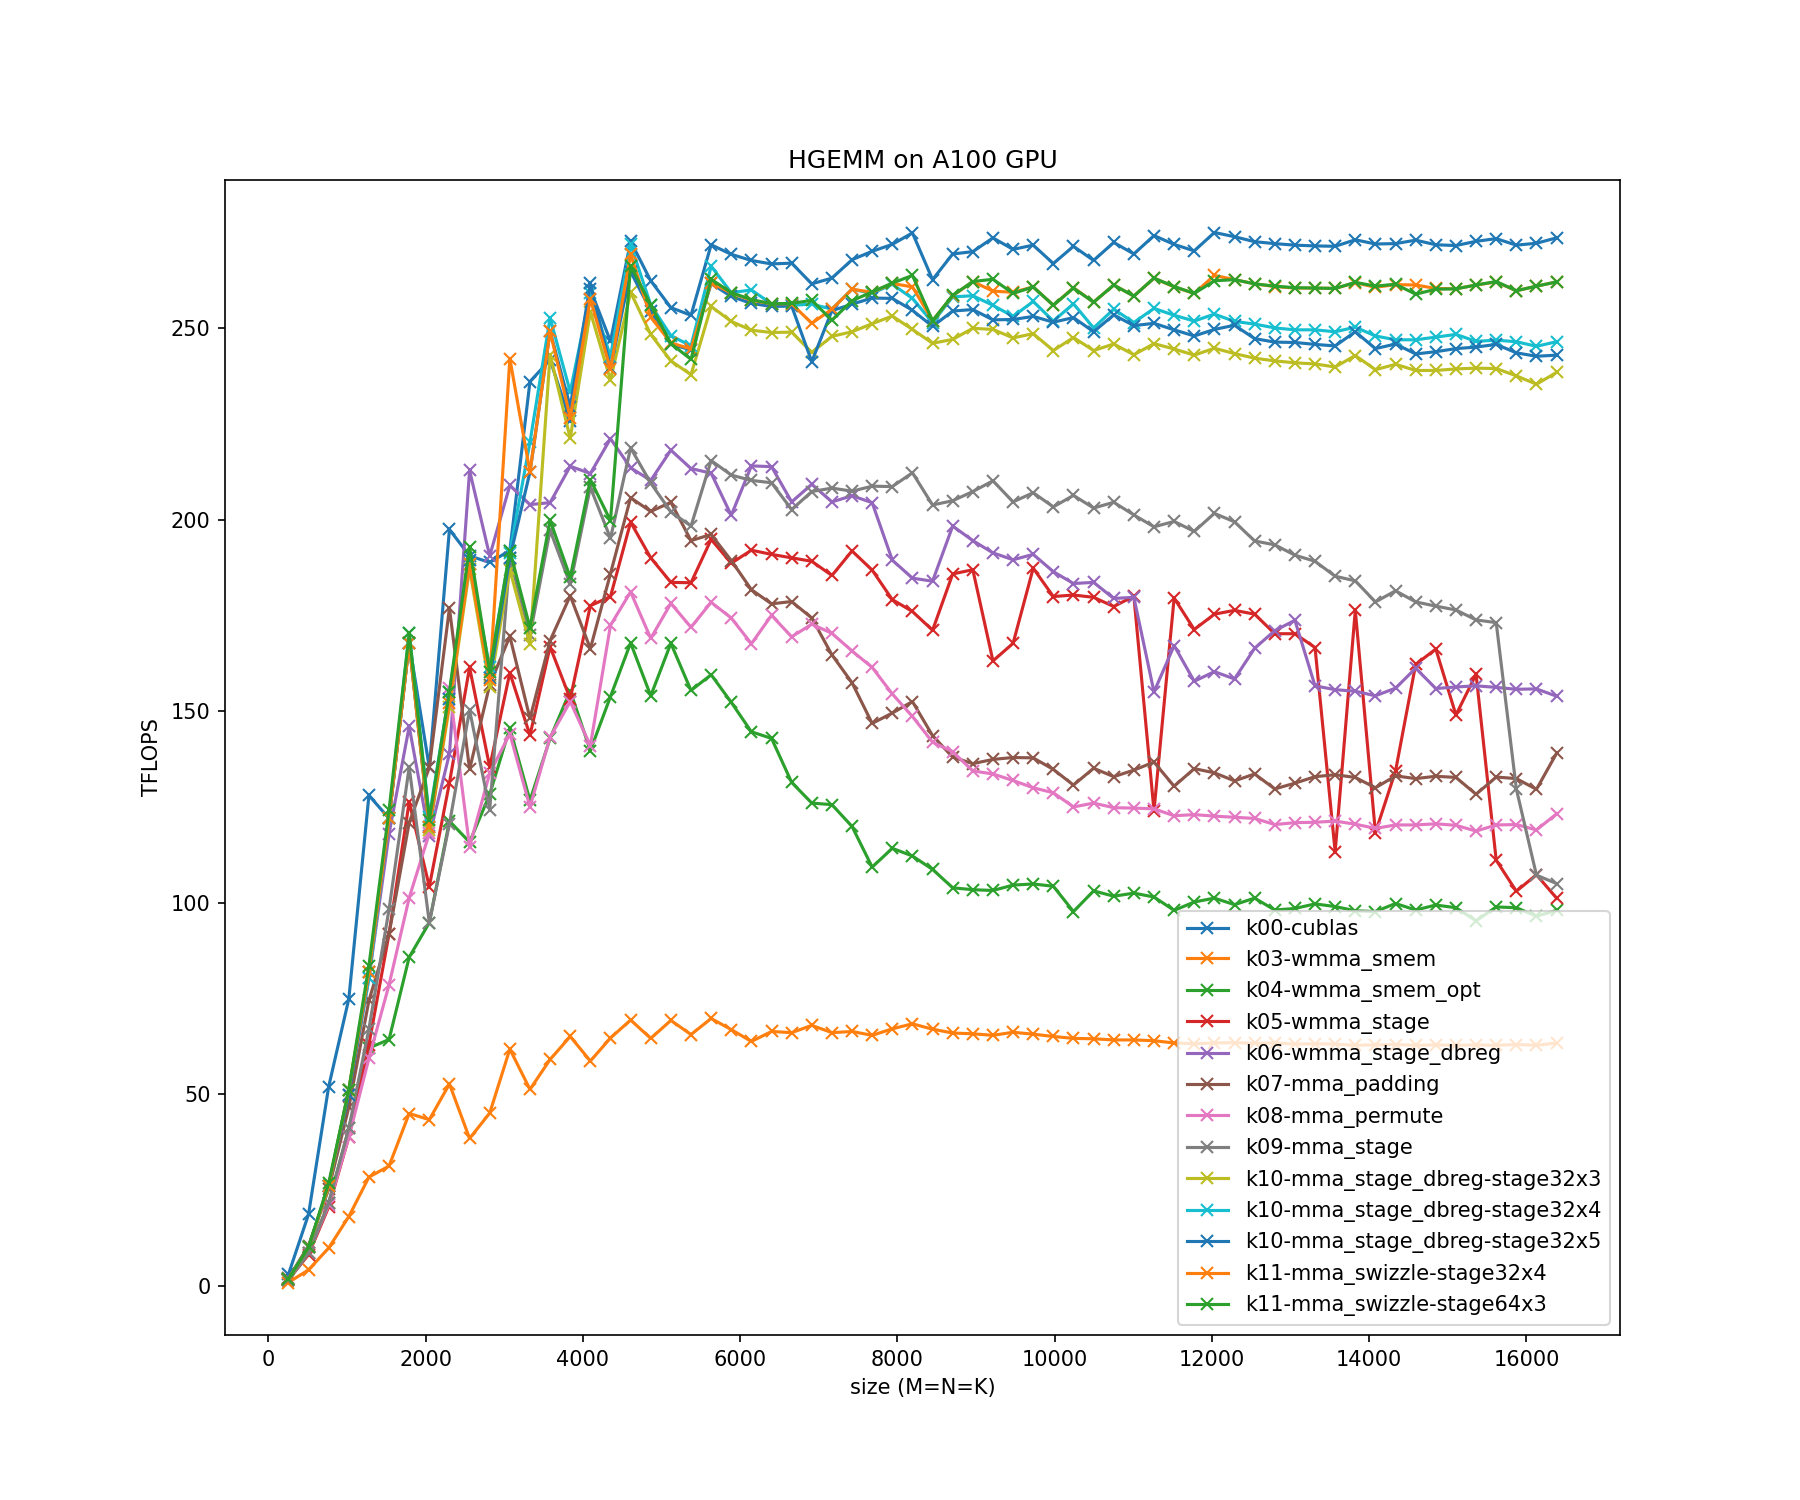 HGEMM on A100 GPU
TFLOPS
250
200
150
100
50
0
0 2000 4000 6000 8000 10000 12000 14000 16000
size (M=N=K)
k00-cublas
k03-wmma_smem
k04-wmma_smem_opt
k05-wmma_stage
k06-wmma_stage_dbreg
k07-mma_padding
k08-mma_permute
k09-mma_stage
k10-mma_stage_dbreg-stage32x3
k10-mma_stage_dbreg-stage32x4
k10-mma_stage_dbreg-stage32x5
k11-mma_swizzle-stage32x4
k11-mma_swizzle-stage64x3